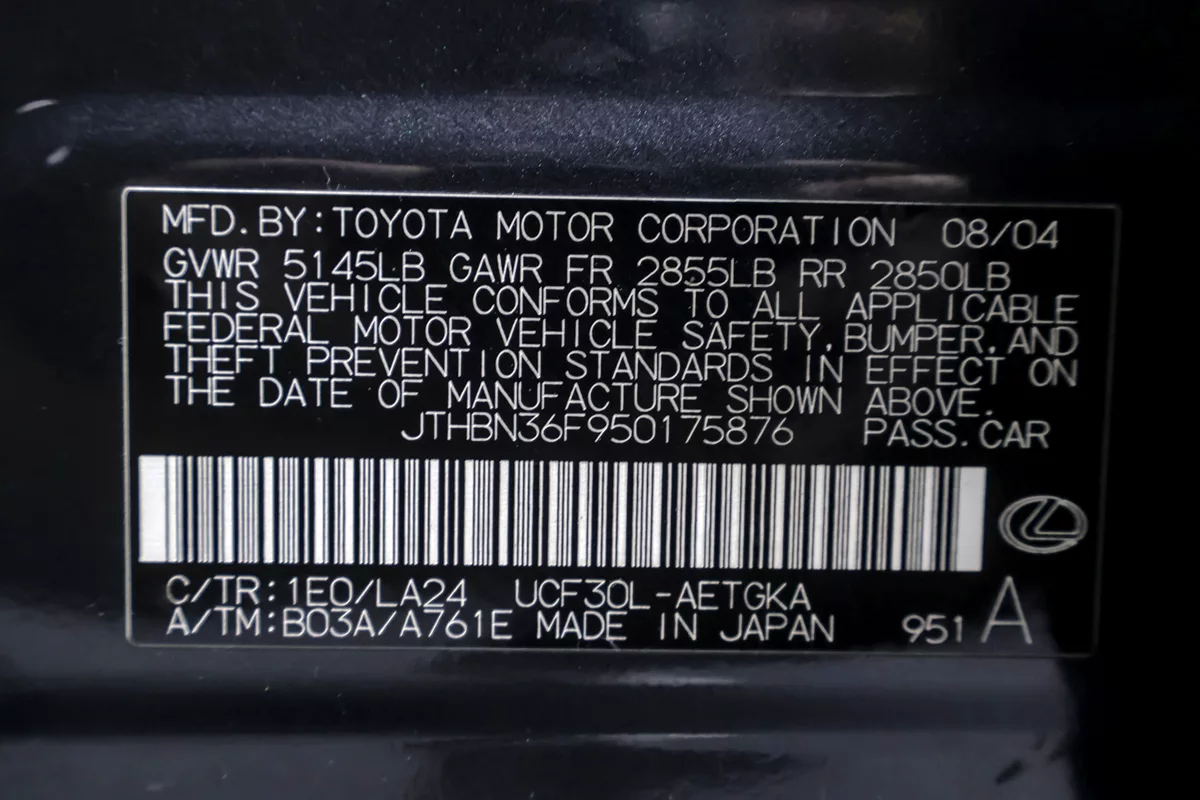 MFD. BY: TOYOTA MOTOR CORPORATION 08/04
GVWR 5145LB GAWR FR 2855LB RR 2850LB
THIS VEHICLE CONFORMS TO ALL APPLICABLE
FEDERAL MOTOR VEHICLE SAFETY, BUMPER, AND
THEFT PREVENTION STANDARDS IN EFFECT ON
THE DATE OF MANUFACTURE SHOWN ABOVE.
JTHBN36F950175876 PASS. CAR
C/TR: 1E0/LA24 UCF30L-AETGKA
A/TM: B03A/A761E MADE IN JAPAN 951 A